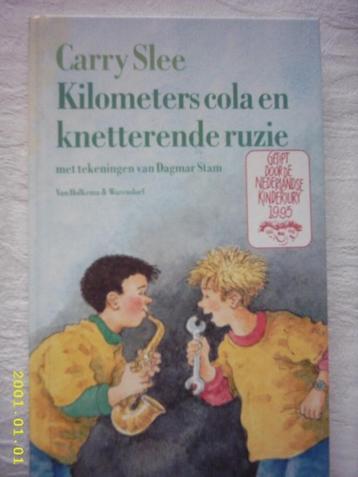 Carry Slee
Kilometers cola en
knetterende ruzie
met tekeningen van Dagmar Stam
Van Holkema & Warendorf
GETIPT
DOOR DE
NEDERLANDSE
KINDERJURY
1995
2001.01.01